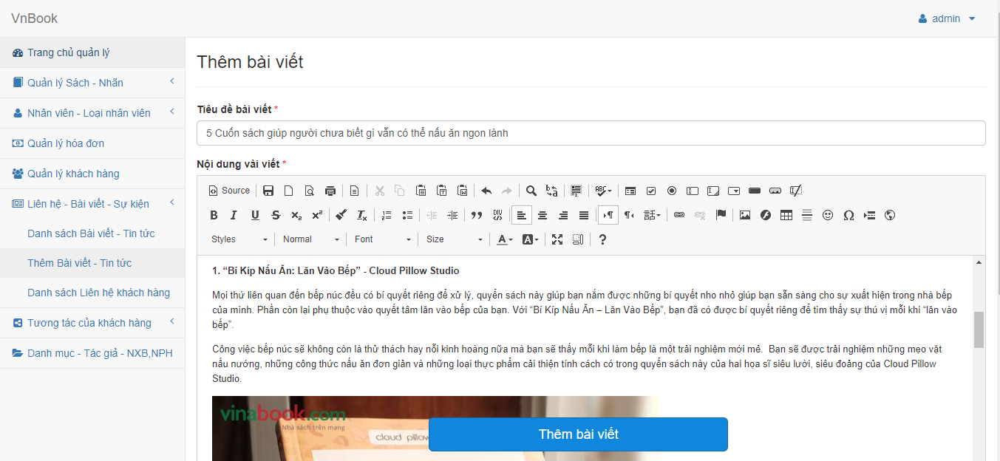 VnBook
admin
Trang chủ quản lý
Quản lý Sách - Nhãn
Nhân viên - Loại nhân viên
Quản lý hóa đơn
Quản lý khách hàng
Liên hệ - Bài viết - Sự kiện
Danh sách Bài viết - Tin tức
Thêm Bài viết - Tin tức
Danh sách Liên hệ khách hàng
Tương tác của khách hàng
Danh mục - Tác giả - NXB,NPH
Thêm bài viết
Tiêu đề bài viết *
5 Cuốn sách giúp người chưa biết gì vẫn có thể nấu ăn ngon lành
Nội dung vài viết *
Source
Styles Normal Font Size
1. “Bí Kíp Nấu Ăn: Lăn Vào Bếp” - Cloud Pillow Studio
Mọi thứ liên quan đến bếp núc đều có bí quyết riêng để xử lý, quyển sách này giúp bạn nắm được những bí quyết nho nhỏ giúp bạn sẵn sàng cho sự xuất hiện trong nhà bếp
của mình. Phần còn lại phụ thuộc vào quyết tâm lăn vào bếp của bạn. Với “Bí Kíp Nấu Ăn – Lăn Vào Bếp”, bạn đã có được bí quyết riêng để tìm thấy sự thú vị mỗi khi “lăn vào
bếp”.
Công việc bếp núc sẽ không còn là thử thách hay nỗi kinh hoàng nữa mà bạn sẽ thấy mỗi khi làm bếp là một trải nghiệm mới mẻ. Bạn sẽ được trải nghiệm những mẹo vặt
nấu nướng, những công thức nấu ăn đơn giản và những loại thực phẩm cải thiện tính cách có trong quyển sách này của hai họa sĩ siêu lười, siêu đoảng của Cloud Pillow
Studio.
vinabook.com
Nhà sách trên mạng
cloud pillow
Thêm bài viết